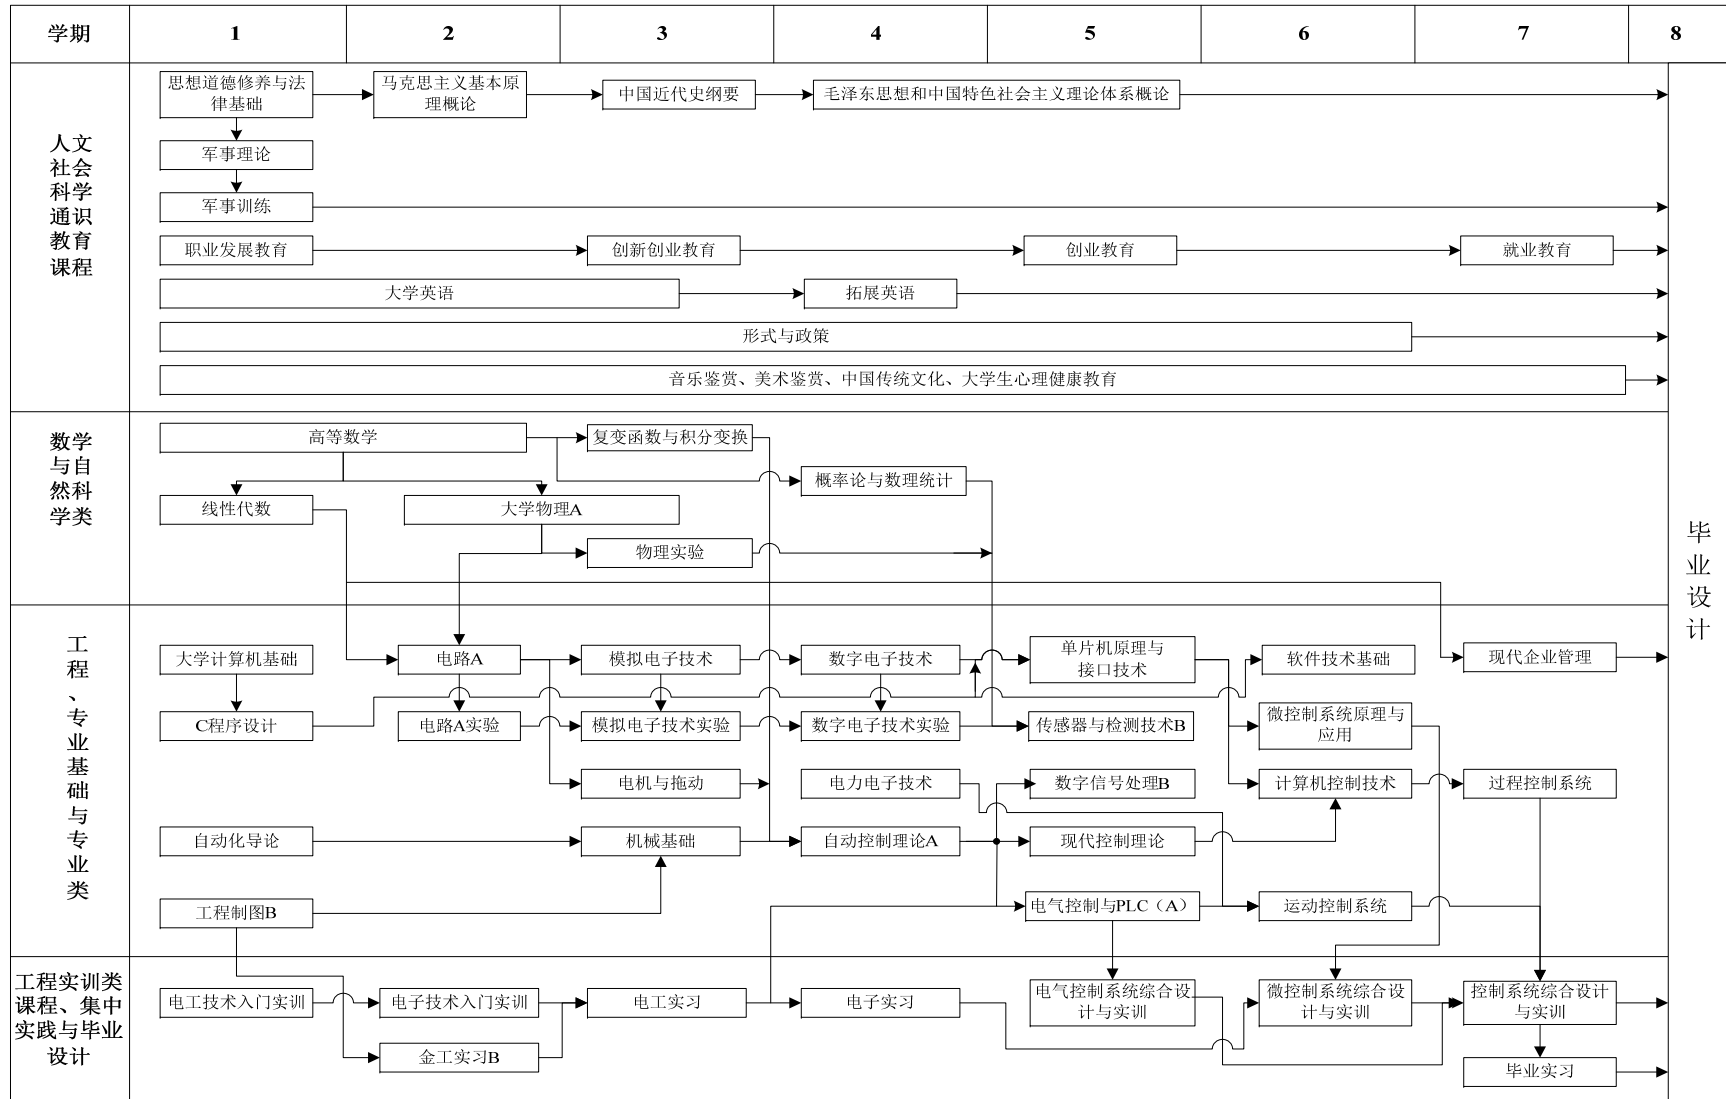 学期
1
2
3
4
5
6
7
8
人文
社会
科学
通识
教育
课程
思想道德修养与法
律基础
马克思主义基本原
理概论
中国近代史纲要
毛泽东思想和中国特色社会主义理论体系概论
军事理论
军事训练
职业发展教育
创新创业教育
创业教育
就业教育
大学英语
拓展英语
形式与政策
音乐鉴赏、美术鉴赏、中国传统文化、大学生心理健康教育
数学
与自
然科
学类
高等数学
复变函数与积分变换
概率论与数理统计
线性代数
大学物理A
物理实验
工
程
、
专
业
基
础
与
专
业
类
大学计算机基础
电路A
模拟电子技术
数字电子技术
单片机原理与
接口技术
软件技术基础
现代企业管理
C程序设计
电路A实验
模拟电子技术实验
数字电子技术实验
传感器与检测技术B
微控制系统原理与
应用
电机与拖动
电力电子技术
数字信号处理B
计算机控制技术
过程控制系统
自动化导论
机械基础
自动控制理论A
现代控制理论
工程制图B
电气控制与PLC（A）
运动控制系统
工程实训类
课程、集中
实践与毕业
设计
电工技术入门实训
电子技术入门实训
电工实习
电子实习
电气控制系统综合设
计与实训
微控制系统综合设
计与实训
控制系统综合设计
与实训
金工实习B
毕业实习
毕
业
设
计